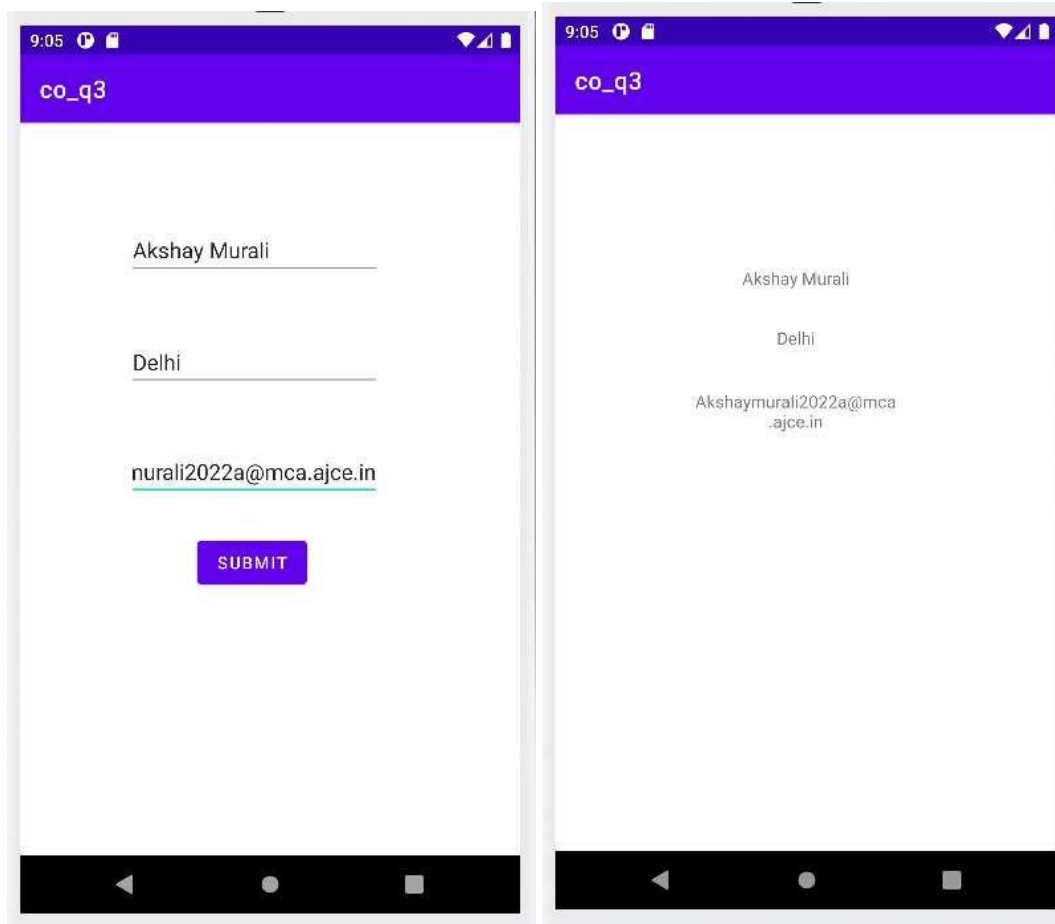 9:05
co_q3
Akshay Murali
Delhi
nurali2022a@mca.ajce.in
SUBMIT
9:05
co_q3
Akshay Murali
Delhi
Akshaymurali2022a@mca
.ajce.in